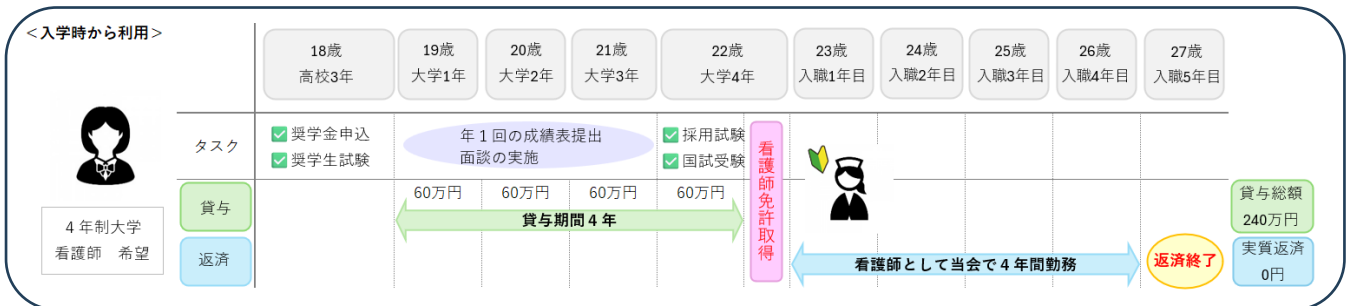 ＜入学時から利用＞
18歳
高校3年
19歳
大学1年
20歳
大学2年
21歳
大学3年
22歳
大学4年
23歳
入職1年目
24歳
入職2年目
25歳
入職3年目
26歳
入職4年目
27歳
入職5年目
タスク
✅奨学金申込
✅奨学生試験
年１回の成績表提出
面談の実施
✅採用試験
✅国試受験
看護師免許取得
4年制大学
看護師　希望
貸与
60万円
60万円
60万円
60万円
貸与期間４年
貸与総額
240万円
返済
看護師として当会で４年間勤務
返済終了
実質返済
0円